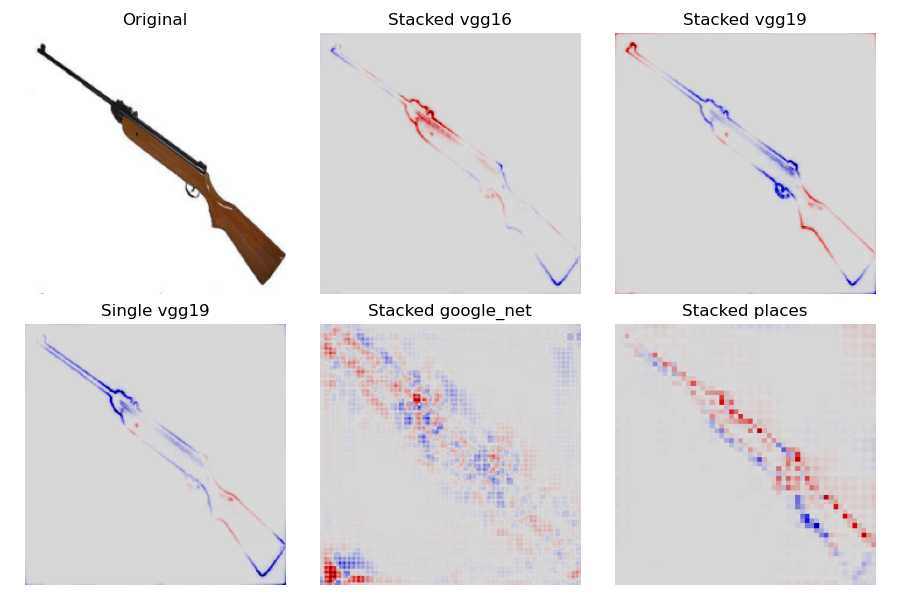 Original
Stacked vgg16
Stacked vgg19
Single vgg19
Stacked google_net
Stacked places